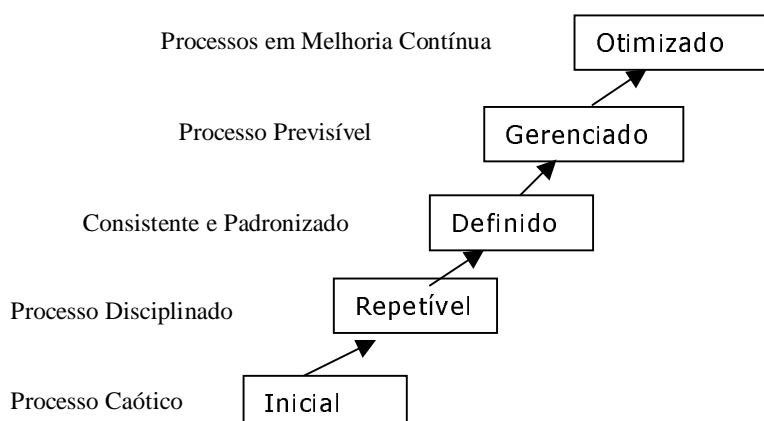 Processos em Melhoria Contínua Otimizado
Processo Previsível Gerenciado
Consistente e Padronizado Definido
Processo Disciplinado Repetível
Processo Caótico Inicial